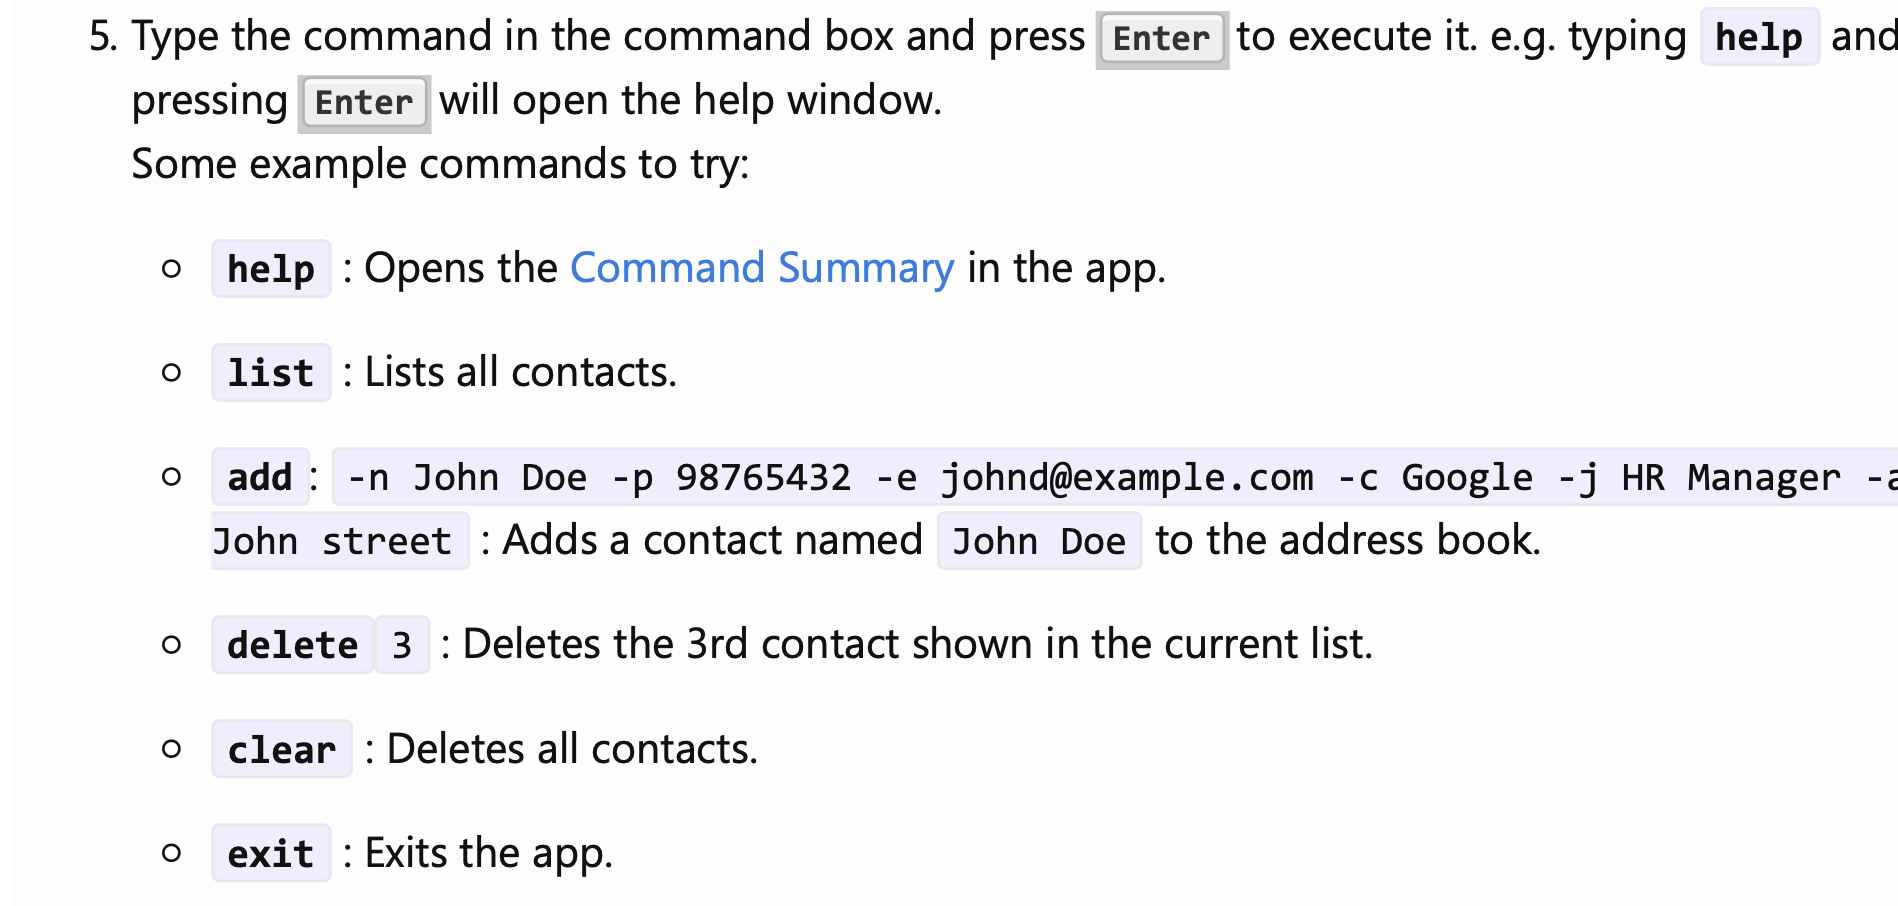 5. Type the command in the command box and press Enter to execute it. e.g. typing help and
pressing Enter will open the help window.
Some example commands to try:
help : Opens the Command Summary in the app.
list : Lists all contacts.
add : -n John Doe -p 98765432 -e johnd@example.com -c Google -j HR Manager -a
John street : Adds a contact named John Doe to the address book.
delete 3 : Deletes the 3rd contact shown in the current list.
clear : Deletes all contacts.
exit : Exits the app.